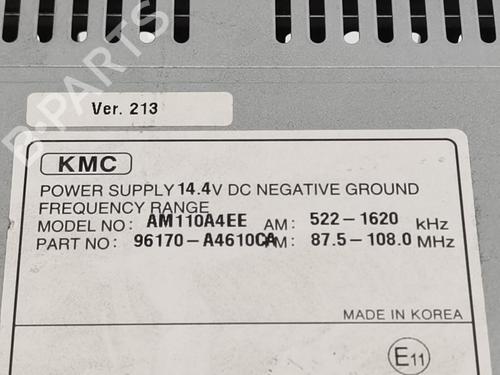 Ver. 213
KMC
POWER SUPPLY 14.4V DC NEGATIVE GROUND
FREQUENCY RANGE
MODEL NO: AM110A4EE AM: 522-1620 kHz
PART NO: 96170-A4610CA FM: 87.5-108.0 MHz
MADE IN KOREA
E11
B-PARTS